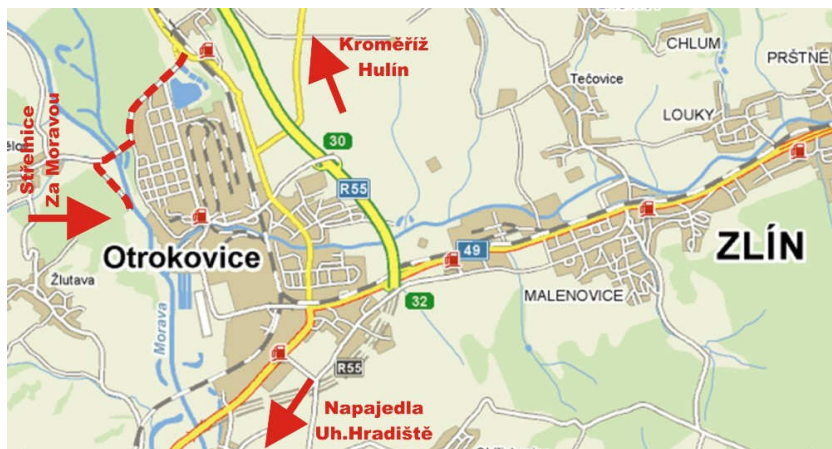 Kroměříž
Hulín
CHLUM
PRŠTNÉ
Tečovice
LOUKY
Střelnice
Za Moravou
30
R55
Otrokovice
49
ZLÍN
Žlutava
32
MALENOVICE
Morava
R55
Napajedla
Uh.Hradiště